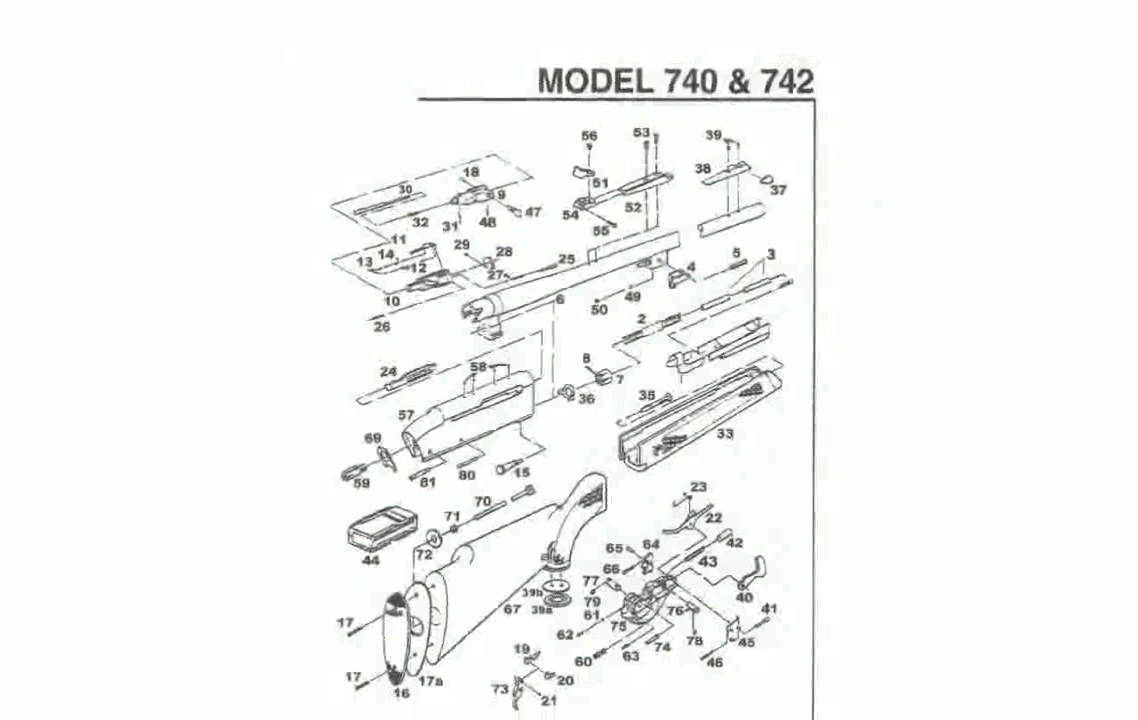 MODEL 740 & 742
56 53 39
18 38
30 51 37
9
32 31 48 47 54 52
55
11 29 28 25 5 3
14
13 12 27 4
10 6 50 49
26 2
24 58 8 7
36 35
57 33
69
59 81 80 15
70 23
71 22
72 65 64 42
44 66 43
77 40
39b
67 39a 79 76 41
61 75
17 62 78 45
74
19 60 63 46
17 20
16 17a 73 21